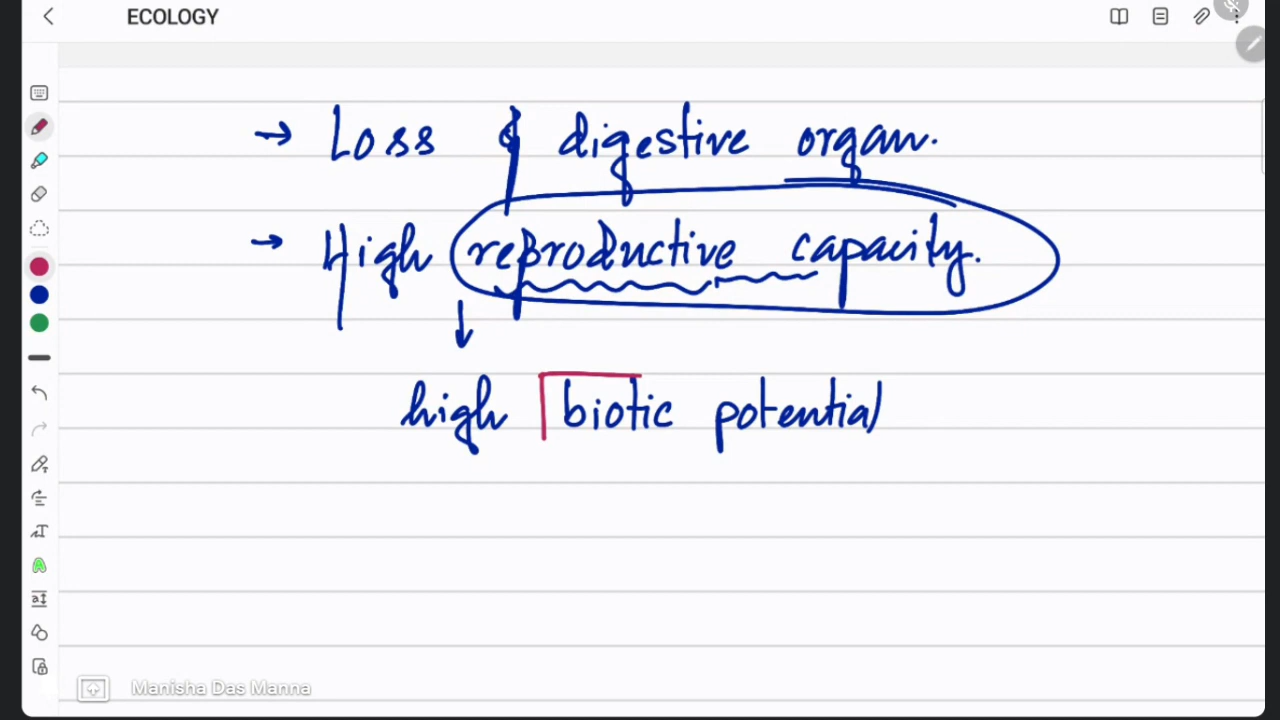 ECOLOGY
→ Loss of digestive organ.
→ High reproductive capacity.
↓
high biotic potential
Manisha Das Manna